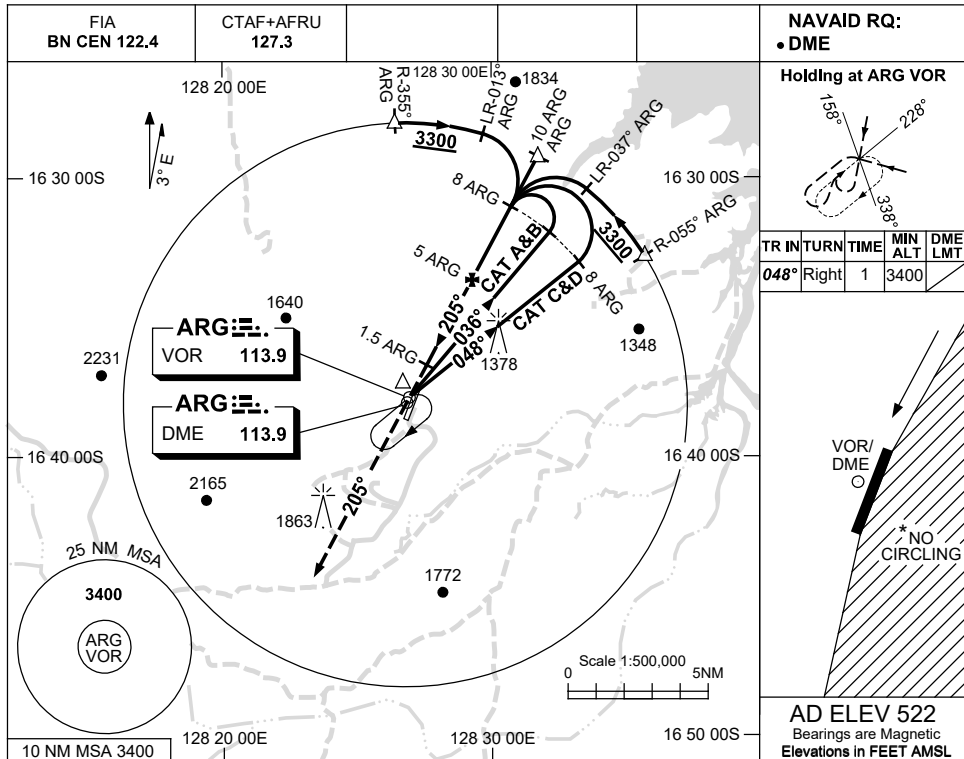 FIA
BN CEN 122.4
CTAF+AFRU
127.3
NAVAID RQ:
• DME
Holding at ARG VOR
158°
228°
338°
TR IN TURN TIME MIN ALT DME LMT
048° Right 1 3400
128 20 00E
R-355° ARG
128 30 00E
1834
LR-013° ARG
10 ARG
ARG
LR-037° ARG
3300
3° E
16 30 00S
16 30 00S
8 ARG
3300
R-055° ARG
CAT A&B
5 ARG
CAT C&D
8 ARG
205°
036°
048°
1640
1.5 ARG
1378
1348
2231
ARG
VOR 113.9
ARG
DME 113.9
16 40 00S
16 40 00S
2165
1863
205°
1772
25 NM MSA
3400
ARG
VOR
Scale 1:500,000
0 5NM
10 NM MSA 3400
128 20 00E
128 30 00E
16 50 00S
VOR/
DME
*NO
CIRCLING
AD ELEV 522
Bearings are Magnetic
Elevations in FEET AMSL